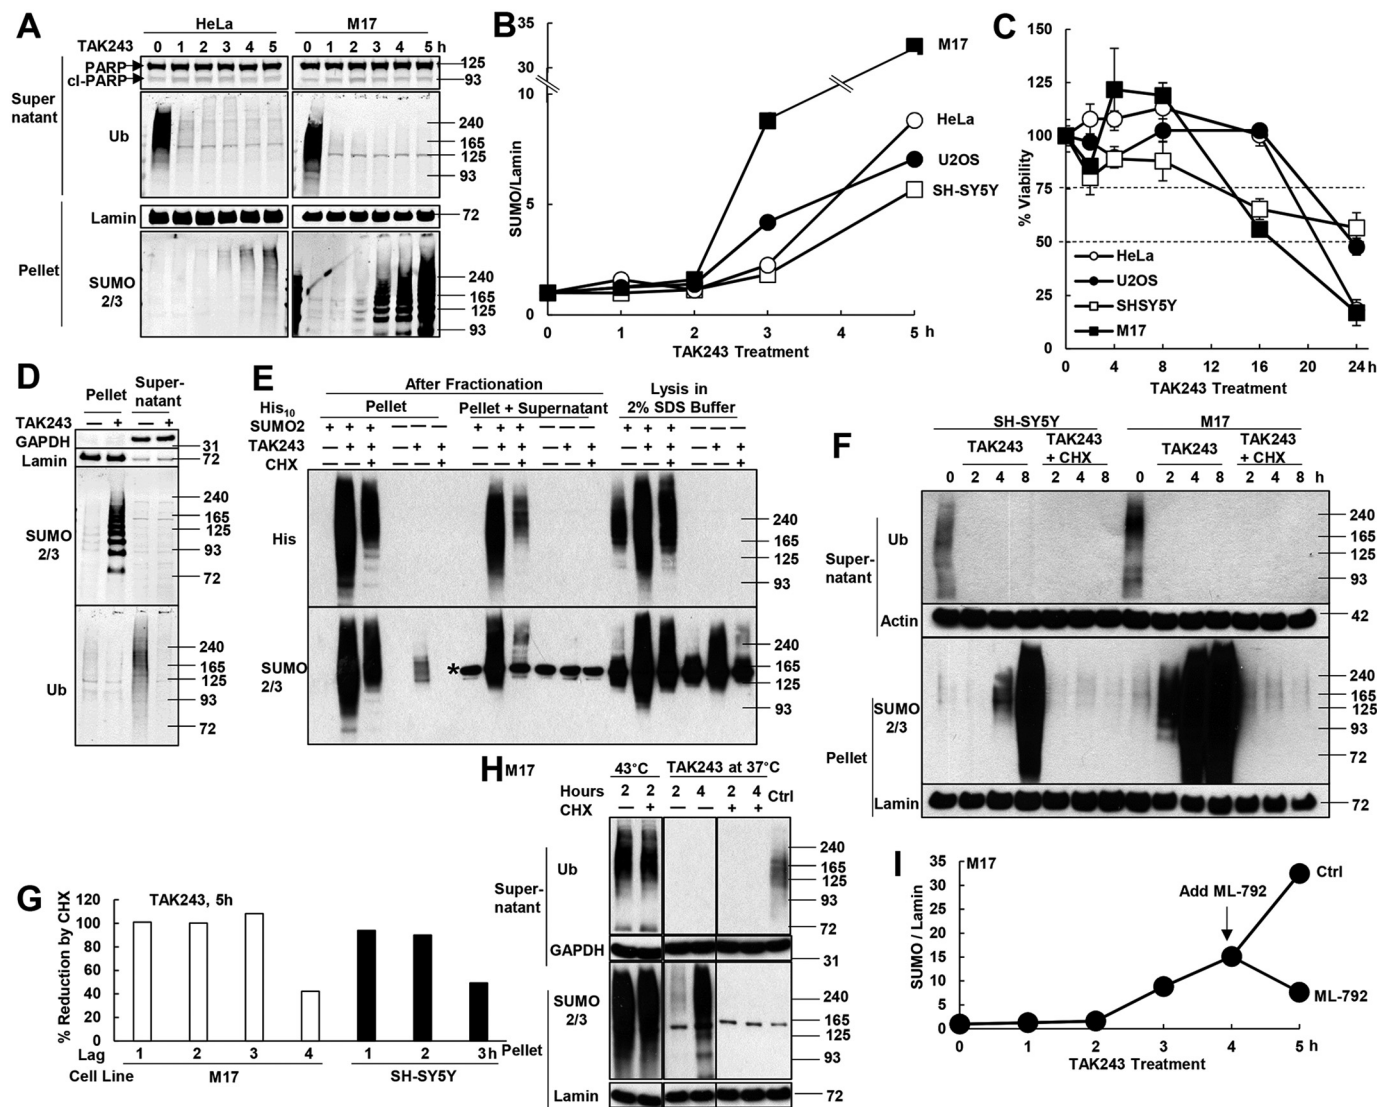 A
HeLa
M17
TAK243
0 1 2 3 4 5
0 1 2 3 4 5 h
PARP
cl-PARP
125
93
Super
natant
Ub
240
165
125
93
Lamin
72
Pellet
SUMO
2/3
240
165
125
93
B
SUMO/Lamin
35
30
10
5
0
0 1 2 3 4 5 h
TAK243 Treatment
M17
HeLa
U2OS
SH-SY5Y
C
% Viability
150
125
100
75
50
25
0
HeLa
U2OS
SHSY5Y
M17
0 4 8 12 16 20 24 h
TAK243 Treatment
D
Pellet
Super-
natant
TAK243 — + — +
GAPDH
31
Lamin
72
SUMO
2/3
240
165
125
93
72
Ub
240
165
125
93
72
E
After Fractionation
Lysis in
2% SDS Buffer
Pellet
Pellet + Supernatant
His10
SUMO2 + + + — — — + + + — — — + + + — — —
TAK243 — + + — + + — + + — + + — + + — + +
CHX — — + — — + — — + — — + — — + — — +
His
240
165
125
93
SUMO
2/3
*
240
165
125
93
F
SH-SY5Y
M17
TAK243
TAK243
+ CHX
TAK243
TAK243
+ CHX
0 2 4 8 2 4 8 0 2 4 8 2 4 8 h
Super-
natant
Ub
240
165
125
93
Actin
42
Pellet
SUMO
2/3
240
165
125
93
72
Lamin
72
G
% Reduction by CHX
TAK243, 5h
120
100
80
60
40
20
0
Lag 1 2 3 4 1 2 3 h
Cell Line M17 SH-SY5Y
H
M17
43°C
TAK243 at 37°C
Hours 2 2 2 4 2 4 Ctrl
CHX — + — — + +
Super-
natant
Ub
240
165
125
93
72
GAPDH
31
Pellet
SUMO
2/3
240
165
125
93
Lamin
72
I
M17
SUMO / Lamin
35
30
25
20
15
10
5
0
Add ML-792
Ctrl
ML-792
0 1 2 3 4 5 h
TAK243 Treatment